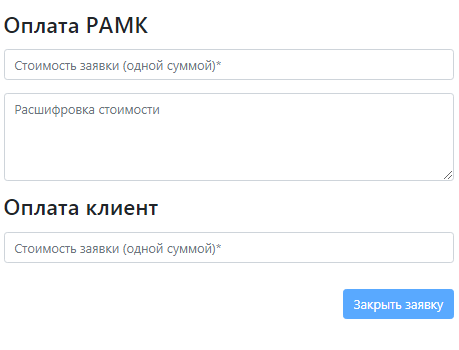 Оплата РАМК
Стоимость заявки (одной суммой)*
Расшифровка стоимости
Оплата клиент
Стоимость заявки (одной суммой)*
Закрыть заявку